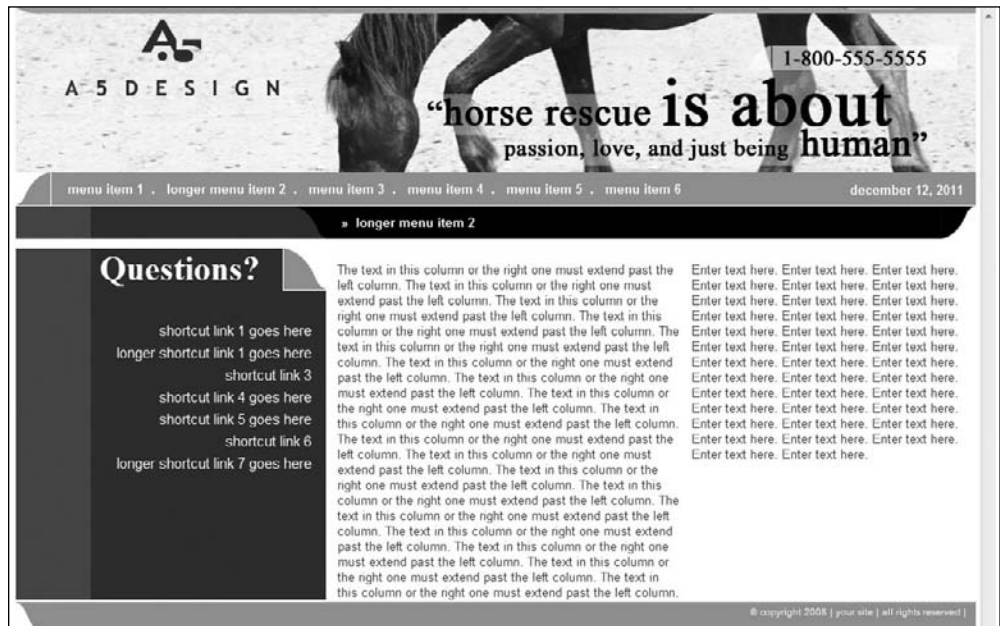 A5
A5DESIGN
1-800-555-5555
“horse rescue is about
passion, love, and just being human”
menu item 1 . longer menu item 2 . menu item 3 . menu item 4 . menu item 5 . menu item 6
december 12, 2011
» longer menu item 2
Questions?
shortcut link 1 goes here
longer shortcut link 1 goes here
shortcut link 3
shortcut link 4 goes here
shortcut link 5 goes here
shortcut link 6
longer shortcut link 7 goes here
The text in this column or the right one must extend past the
left column. The text in this column or the right one must
extend past the left column. The text in this column or the
right one must extend past the left column. The text in this
column or the right one must extend past the left column. The
text in this column or the right one must extend past the left
column. The text in this column or the right one must extend
past the left column. The text in this column or the right one
must extend past the left column. The text in this column or
the right one must extend past the left column. The text in
this column or the right one must extend past the left column.
The text in this column or the right one must extend past the
left column. The text in this column or the right one must
extend past the left column. The text in this column or the
right one must extend past the left column. The text in this
column or the right one must extend past the left column. The
text in this column or the right one must extend past the left
column. The text in this column or the right one must extend
past the left column. The text in this column or the right one
must extend past the left column. The text in this column or
the right one must extend past the left column. The text in
this column or the right one must extend past the left column.
Enter text here. Enter text here. Enter text here.
Enter text here. Enter text here. Enter text here.
Enter text here. Enter text here. Enter text here.
Enter text here. Enter text here. Enter text here.
Enter text here. Enter text here. Enter text here.
Enter text here. Enter text here. Enter text here.
Enter text here. Enter text here. Enter text here.
Enter text here. Enter text here. Enter text here.
Enter text here. Enter text here. Enter text here.
Enter text here. Enter text here. Enter text here.
Enter text here. Enter text here. Enter text here.
Enter text here. Enter text here. Enter text here.
Enter text here. Enter text here.
© copyright 2008 | your site | all rights reserved |